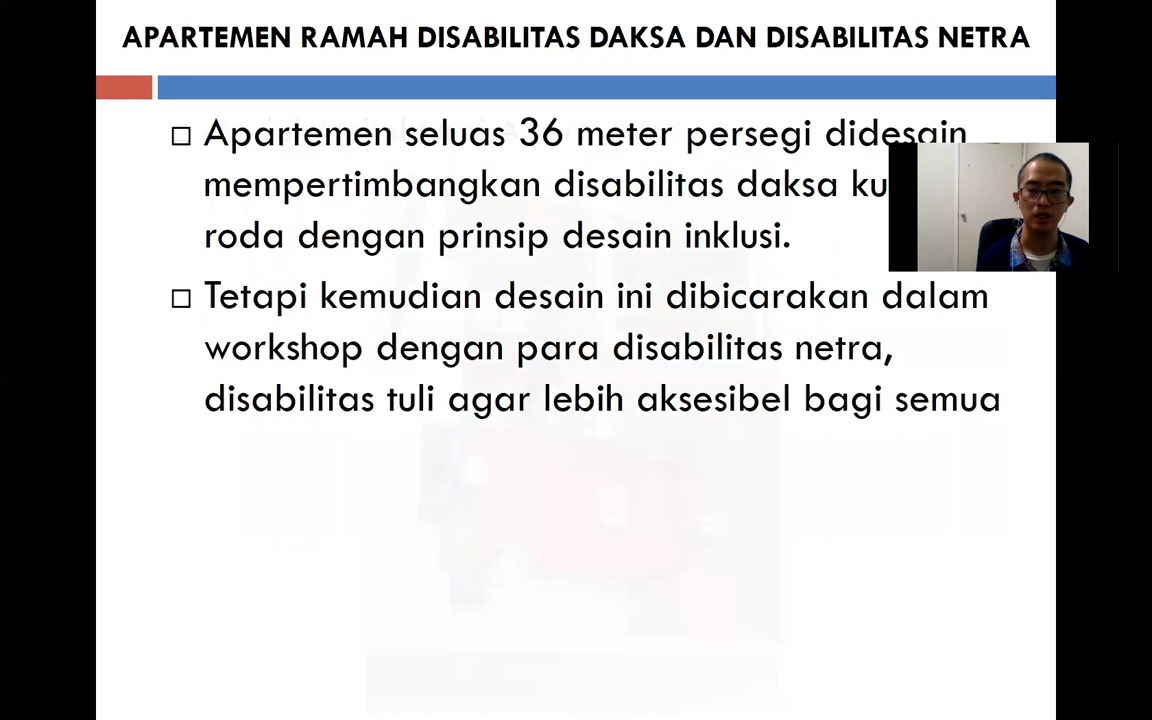 APARTEMEN RAMAH DISABILITAS DAKSA DAN DISABILITAS NETRA
Apartemen seluas 36 meter persegi didesain
mempertimbangkan disabilitas daksa
roda dengan prinsip desain inklusi.
Tetapi kemudian desain ini dibicarakan dalam
workshop dengan para disabilitas netra,
disabilitas tuli agar lebih aksesibel bagi semua